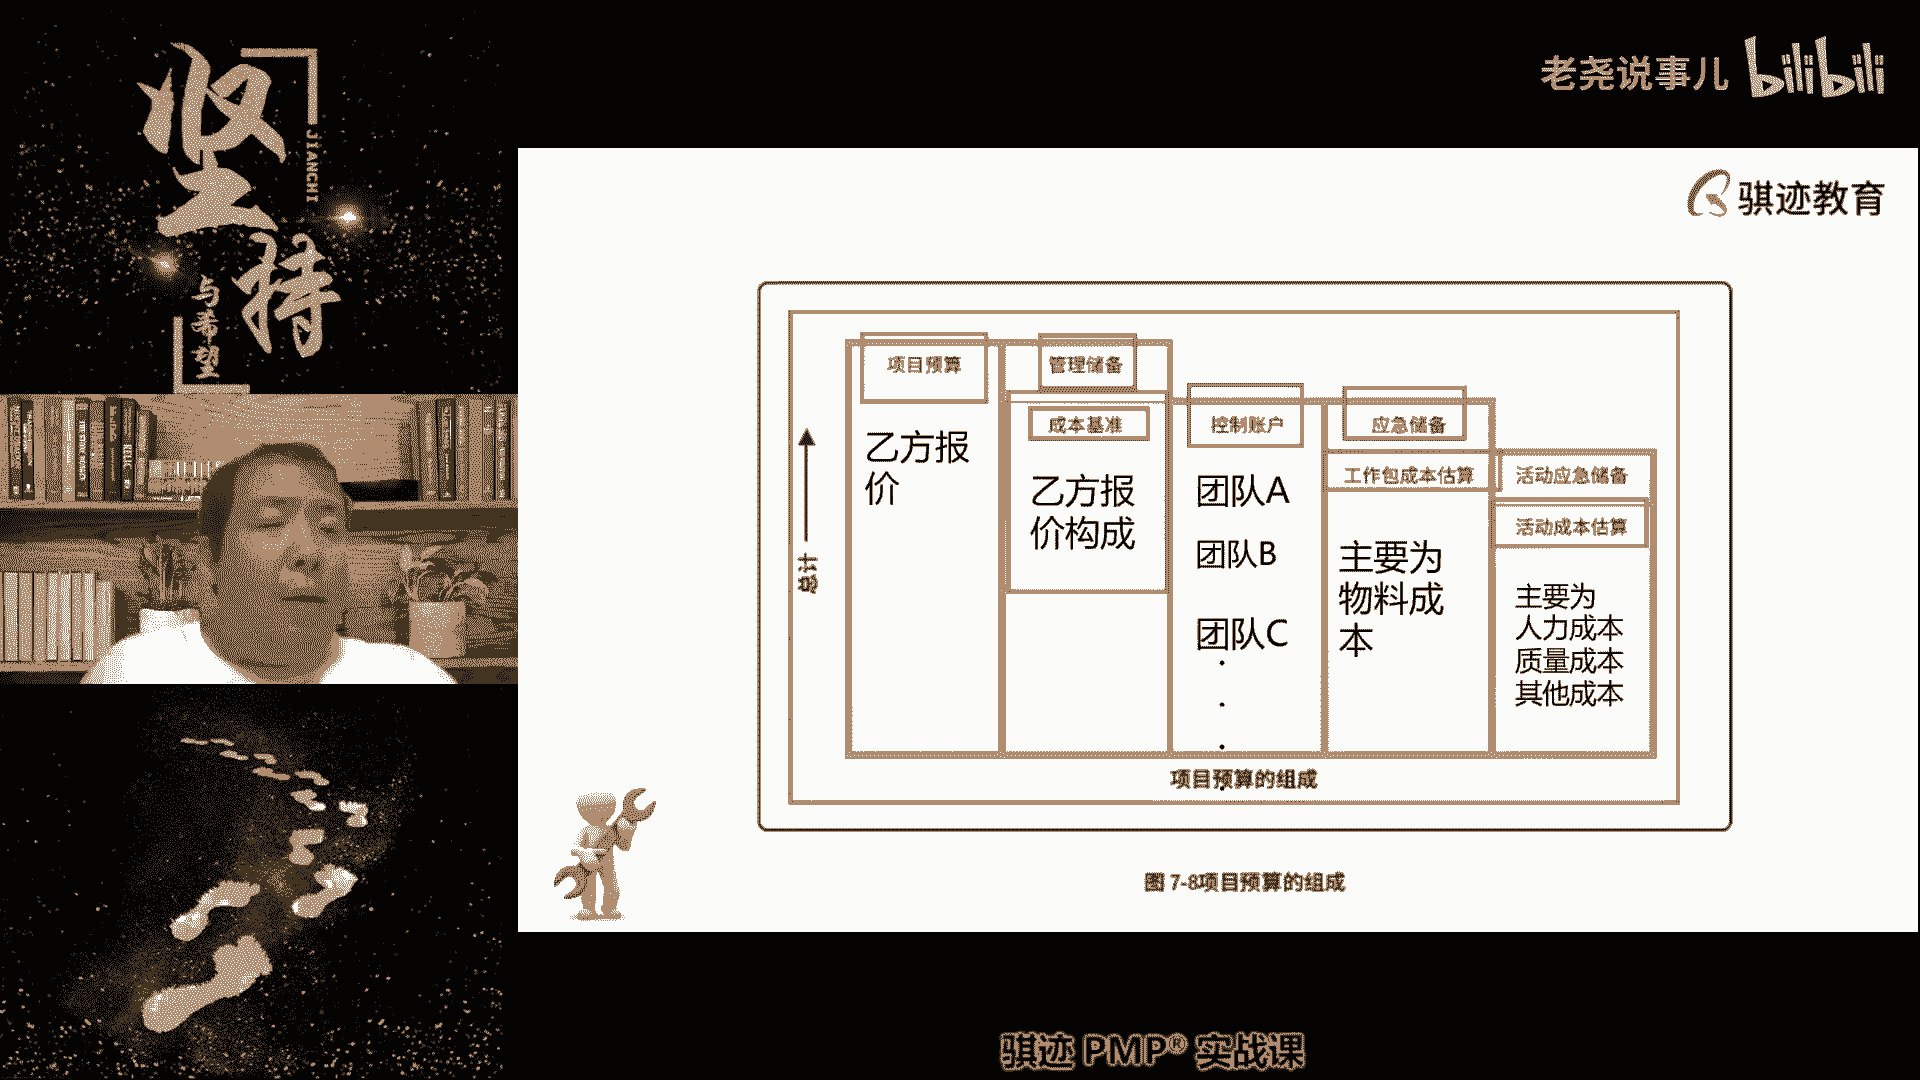 坚持
JIANCHI
与希望
老尧说事儿 bilibili
骐迹教育
项目预算
管理储备
成本基准
控制账户
应急储备
工作包成本估算
活动应急储备
活动成本估算
总计
乙方报
价
乙方报
价构成
团队A
团队B
团队C
主要为
物料成
本
主要为
人力成本
质量成本
其他成本
项目预算的组成
图 7-8项目预算的组成
骐迹 PMP® 实战课